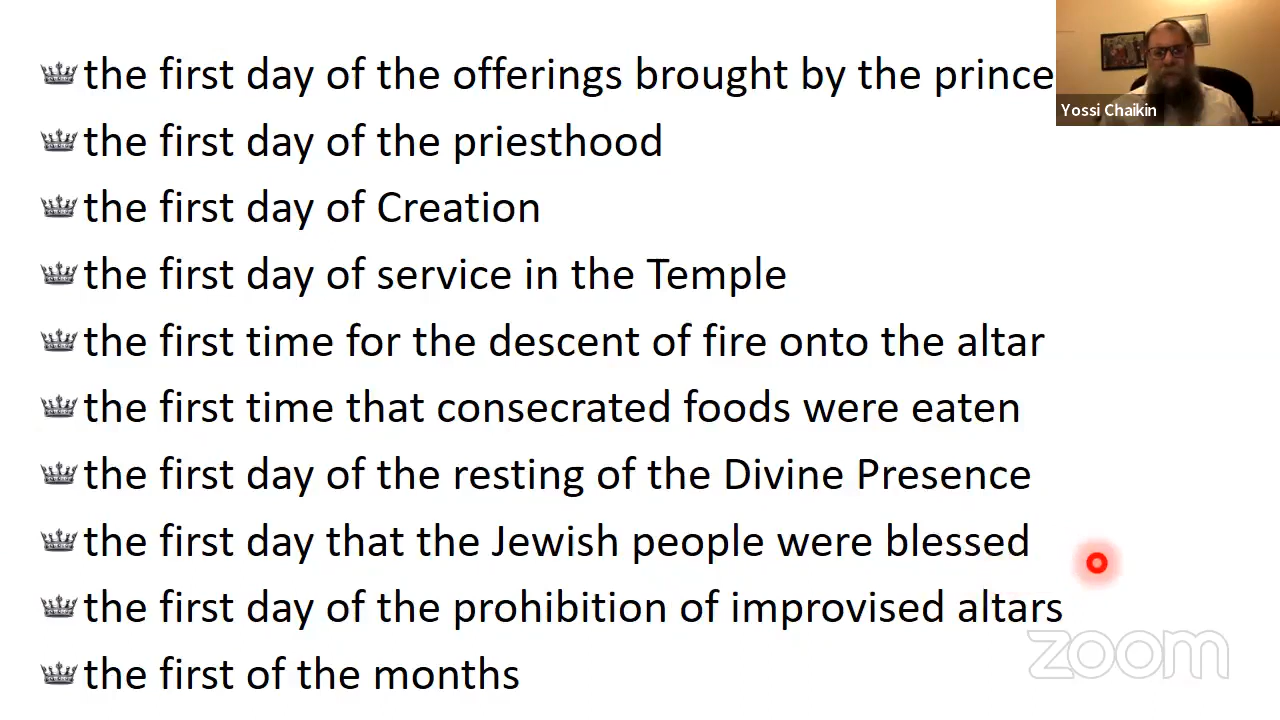 the first day of the offerings brought by the prince
Yossi Chaikin
the first day of the priesthood
the first day of Creation
the first day of service in the Temple
the first time for the descent of fire onto the altar
the first time that consecrated foods were eaten
the first day of the resting of the Divine Presence
the first day that the Jewish people were blessed
the first day of the prohibition of improvised altars
zoom
the first of the months